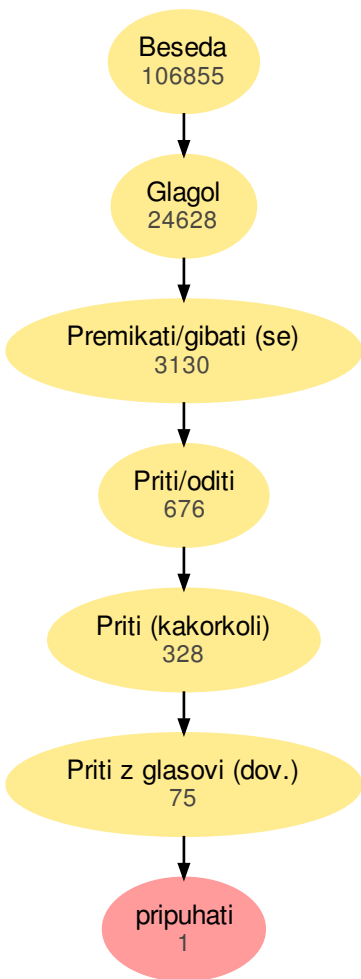 Beseda
106855
Glagol
24628
Premikati/gibati (se)
3130
Priti/oditi
676
Priti (kakorkoli)
328
Priti z glasovi (dov.)
75
pripuhati
1